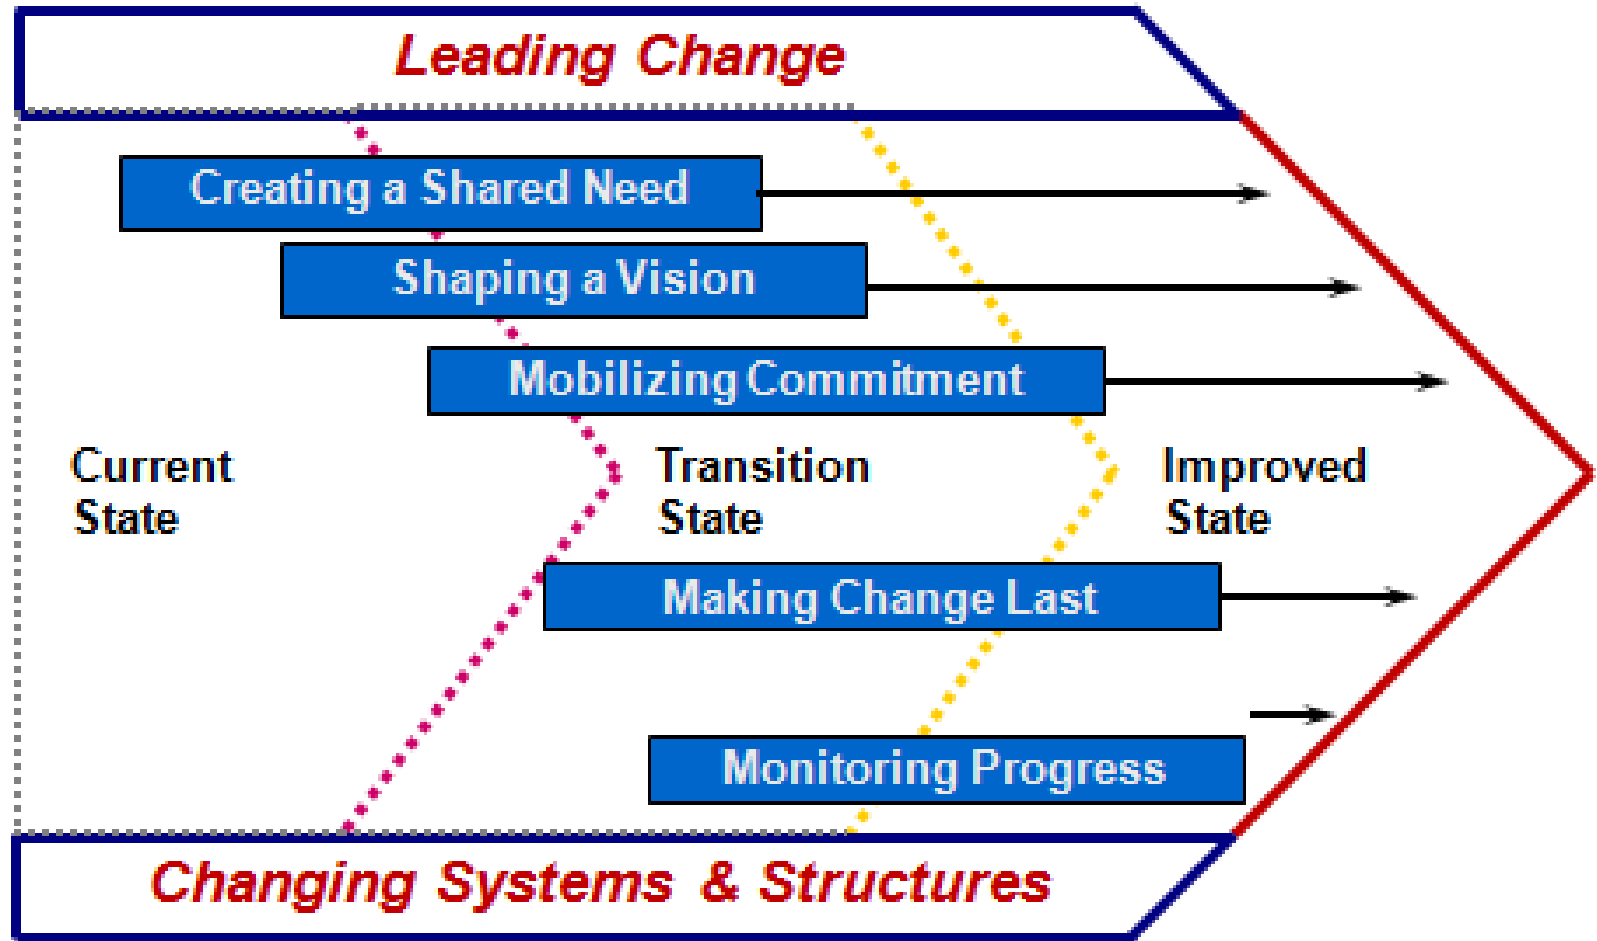 Leading Change
Creating a Shared Need
Shaping a Vision
Mobilizing Commitment
Current
State
Transition
State
Improved
State
Making Change Last
Monitoring Progress
Changing Systems & Structures